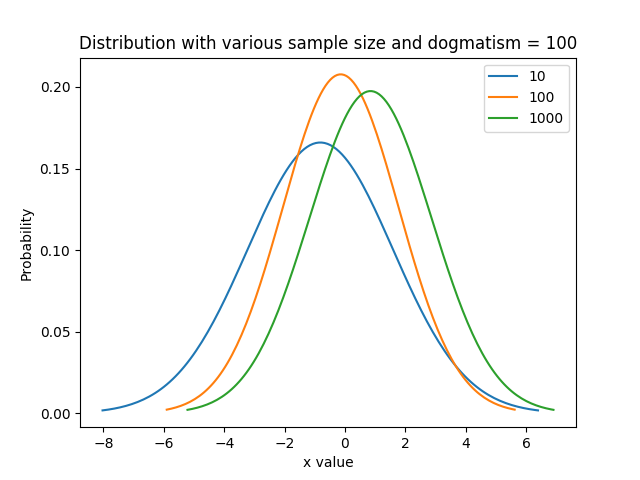 Distribution with various sample size and dogmatism = 100
10
100
1000
0.20
0.15
0.10
0.05
0.00
Probability
−8 −6 −4 −2 0 2 4 6
x value